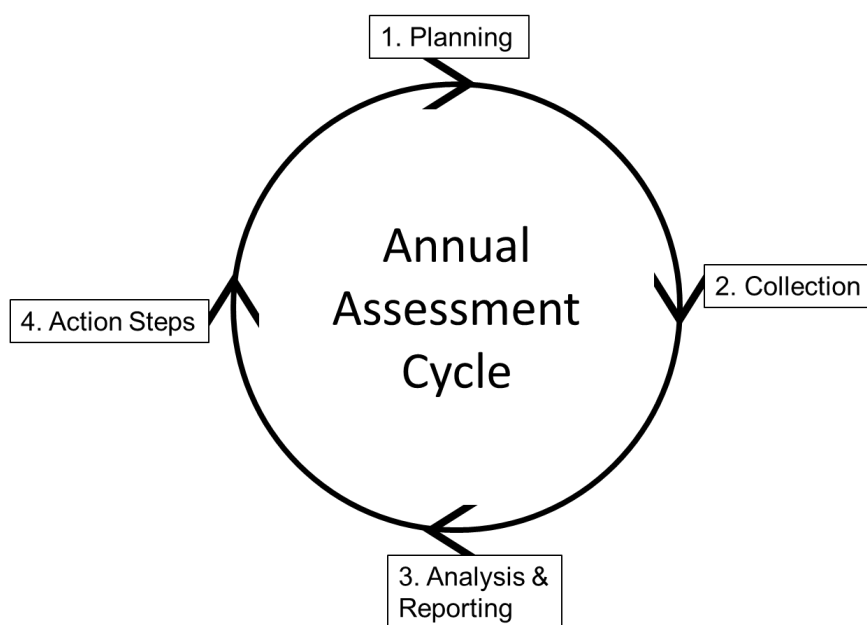 1. Planning
Annual
Assessment
Cycle
2. Collection
4. Action Steps
3. Analysis &
Reporting